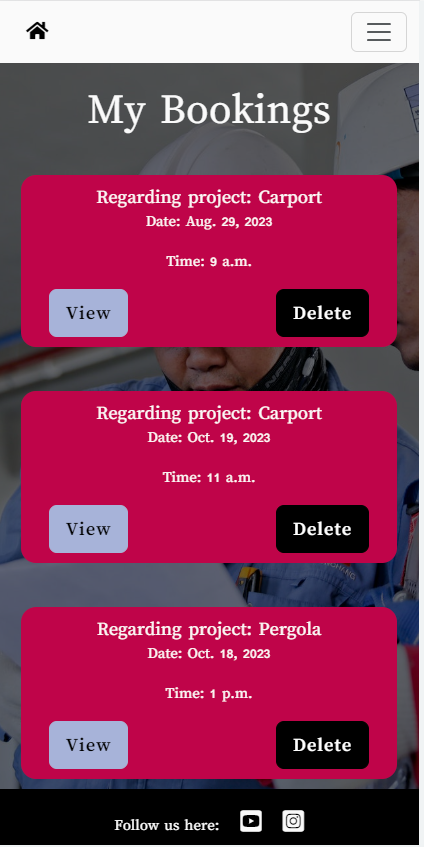 My Bookings
Regarding project: Carport
Date: Aug. 29, 2023
Time: 9 a.m.
View
Delete
Regarding project: Carport
Date: Oct. 19, 2023
Time: 11 a.m.
View
Delete
Regarding project: Pergola
Date: Oct. 18, 2023
Time: 1 p.m.
View
Delete
Follow us here: